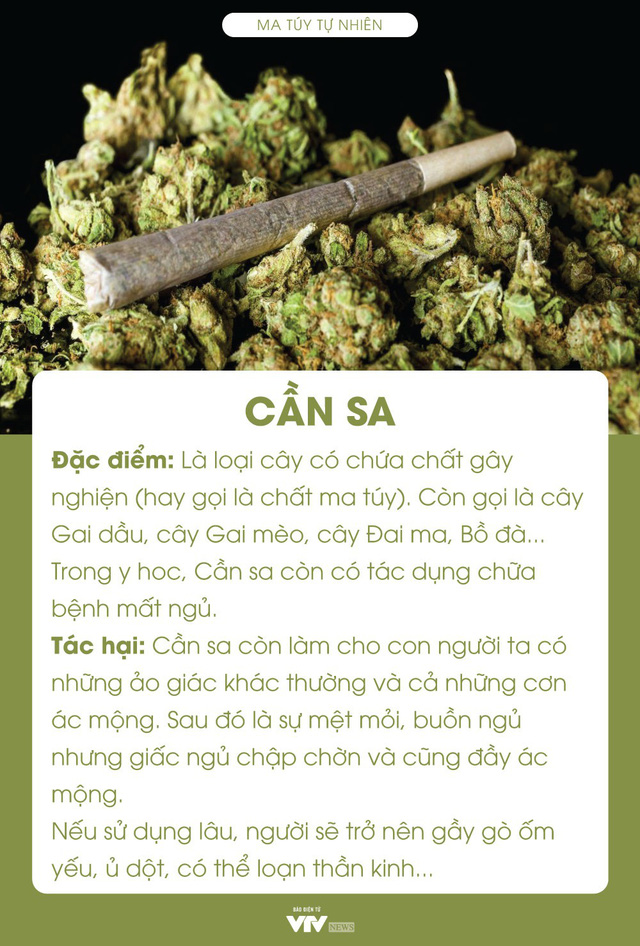 MA TÚY TỰ NHIÊN
CẦN SA
Đặc điểm: Là loại cây có chứa chất gây
nghiện (hay gọi là chất ma túy). Còn gọi là cây
Gai dầu, cây Gai mèo, cây Đai ma, Bồ đà...
Trong y hoc, Cần sa còn có tác dụng chữa
bệnh mất ngủ.
Tác hại: Cần sa còn làm cho con người ta có
những ảo giác khác thường và cả những cơn
ác mộng. Sau đó là sự mệt mỏi, buồn ngủ
nhưng giấc ngủ chập chờn và cũng đầy ác
mộng.
Nếu sử dụng lâu, người sẽ trở nên gầy gò ốm
yếu, ủ dột, có thể loạn thần kinh...
BÁO ĐIỆN TỬ
VTV NEWS